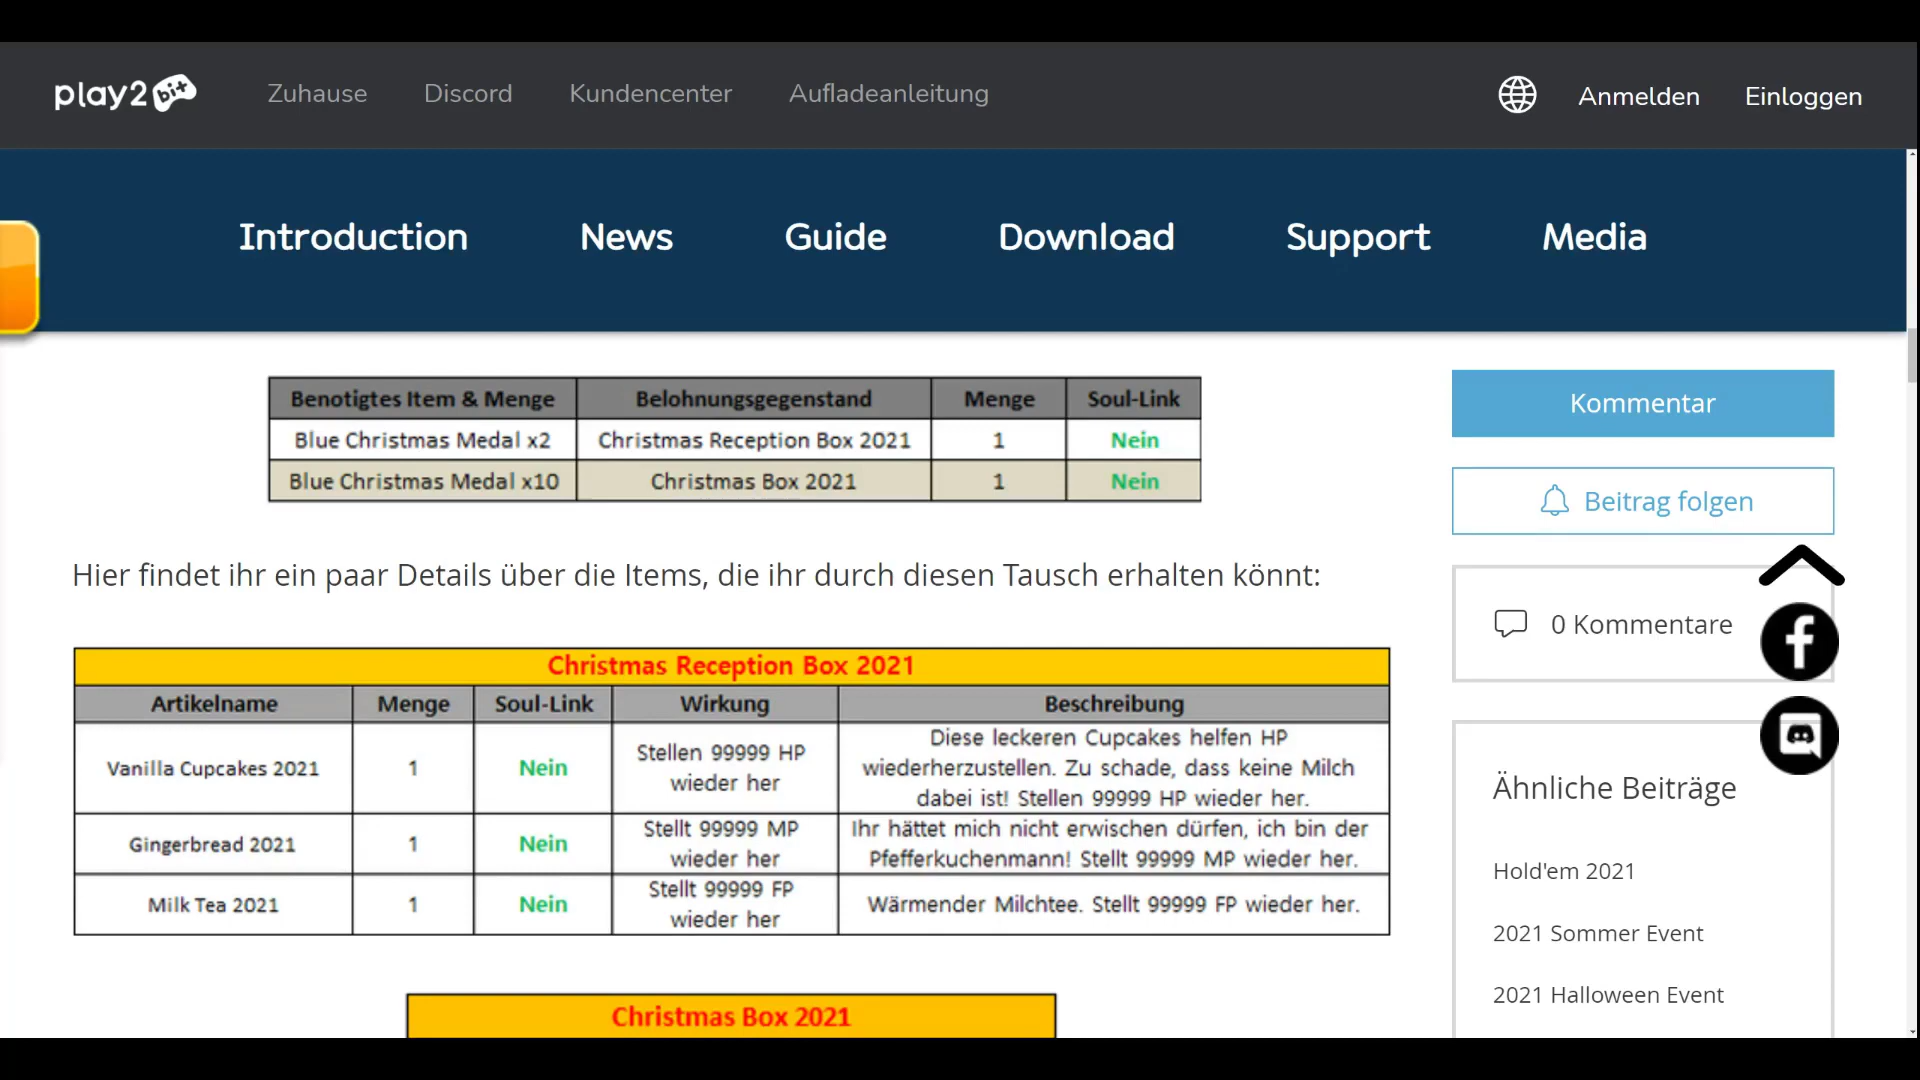 play2bit Zuhause Discord Kundencenter Aufladeanleitung Anmelden Einloggen
Introduction News Guide Download Support Media
Benotigtes Item & Menge Belohnungsgegenstand Menge Soul-Link
Blue Christmas Medal x2 Christmas Reception Box 2021 1 Nein
Blue Christmas Medal x10 Christmas Box 2021 1 Nein
Hier findet ihr ein paar Details über die Items, die ihr durch diesen Tausch erhalten könnt:
Christmas Reception Box 2021
Artikelname Menge Soul-Link Wirkung Beschreibung
Vanilla Cupcakes 2021 1 Nein
Stellen 99999 HP
wieder her
Diese leckeren Cupcakes helfen HP
wiederherzustellen. Zu schade, dass keine Milch
dabei ist! Stellen 99999 HP wieder her.
Gingerbread 2021 1 Nein
Stellt 99999 MP
wieder her
Ihr hättet mich nicht erwischen dürfen, ich bin der
Pfefferkuchenmann! Stellt 99999 MP wieder her.
Milk Tea 2021 1 Nein
Stellt 99999 FP
wieder her
Wärmender Milchtee. Stellt 99999 FP wieder her.
Christmas Box 2021
Kommentar
Beitrag folgen
0 Kommentare
Ähnliche Beiträge
Hold'em 2021
2021 Sommer Event
2021 Halloween Event